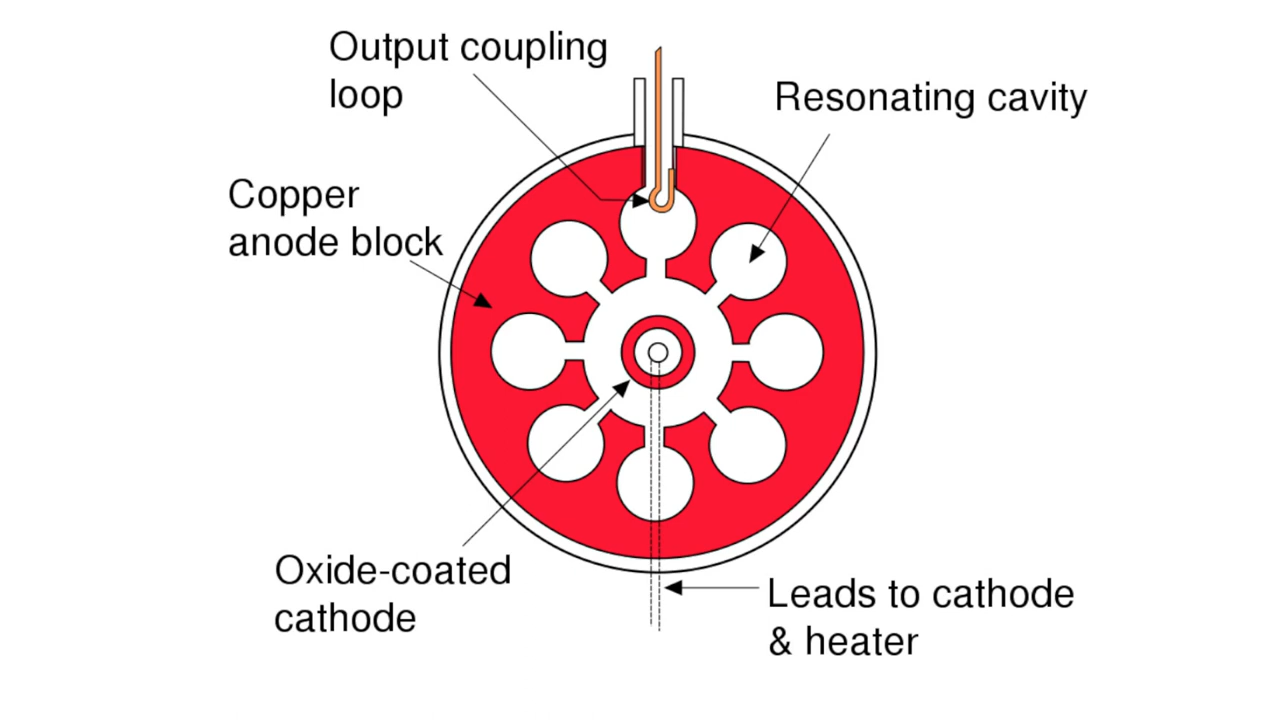 Output coupling
loop
Resonating cavity
Copper
anode block
Oxide-coated
cathode
Leads to cathode
& heater